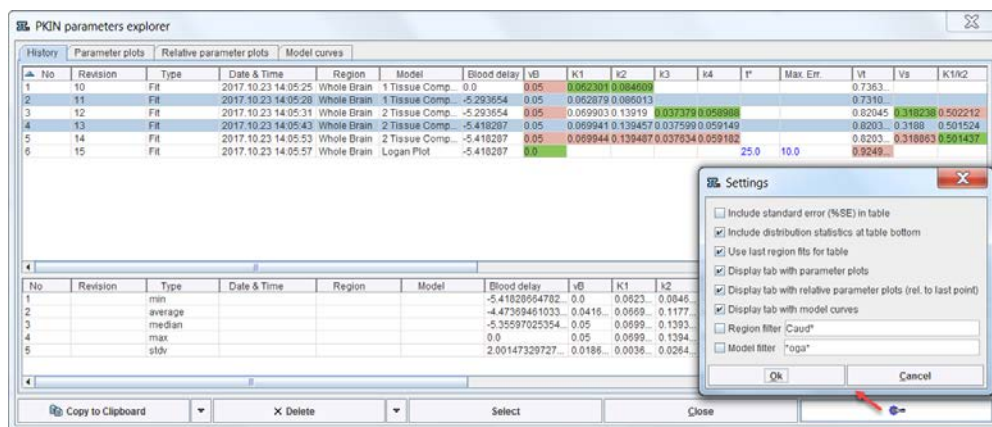 PKIN parameters explorer
History Parameter plots Relative parameter plots Model curves
No Revision Type Date & Time Region Model Blood delay vB K1 k2 k3 k4 t* Max. Err. Vt Vs K1/k2
1 10 Fit 2017.10.23 14:05:25 Whole Brain 1 Tissue Comp... 0.0 0.05 0.062301 0.084609 0.7363...
2 11 Fit 2017.10.23 14:05:28 Whole Brain 1 Tissue Comp... -5.293654 0.05 0.062879 0.086013 0.7310...
3 12 Fit 2017.10.23 14:05:31 Whole Brain 2 Tissue Comp... -5.293654 0.05 0.069903 0.13919 0.037379 0.058988 0.82045 0.318238 0.502212
4 13 Fit 2017.10.23 14:05:43 Whole Brain 2 Tissue Comp... -5.418287 0.05 0.069941 0.139457 0.037599 0.059149 0.8203... 0.3188 0.501524
5 14 Fit 2017.10.23 14:05:53 Whole Brain 2 Tissue Comp... -5.418287 0.05 0.069944 0.139487 0.037634 0.059182 0.8203... 0.318863 0.501437
6 15 Fit 2017.10.23 14:05:57 Whole Brain Logan Plot -5.418287 0.0 25.0 10.0 0.9249...
Settings
Include standard error (%SE) in table
Include distribution statistics at table bottom
Use last region fits for table
Display tab with parameter plots
Display tab with relative parameter plots (rel. to last point)
Display tab with model curves
Region filter Caud*
Model filter *oga*
Ok Cancel
No Revision Type Date & Time Region Model Blood delay vB K1 k2
1 min -5.41828664782... 0.0 0.0623... 0.0846...
2 average -4.47369461033... 0.0416... 0.0669... 0.1177...
3 median -5.35597025354... 0.05 0.0699... 0.1393...
4 max 0.0 0.05 0.0699... 0.1394...
5 stdv 2.00147329727... 0.0186... 0.0036... 0.0264...
Copy to Clipboard Delete Select Close